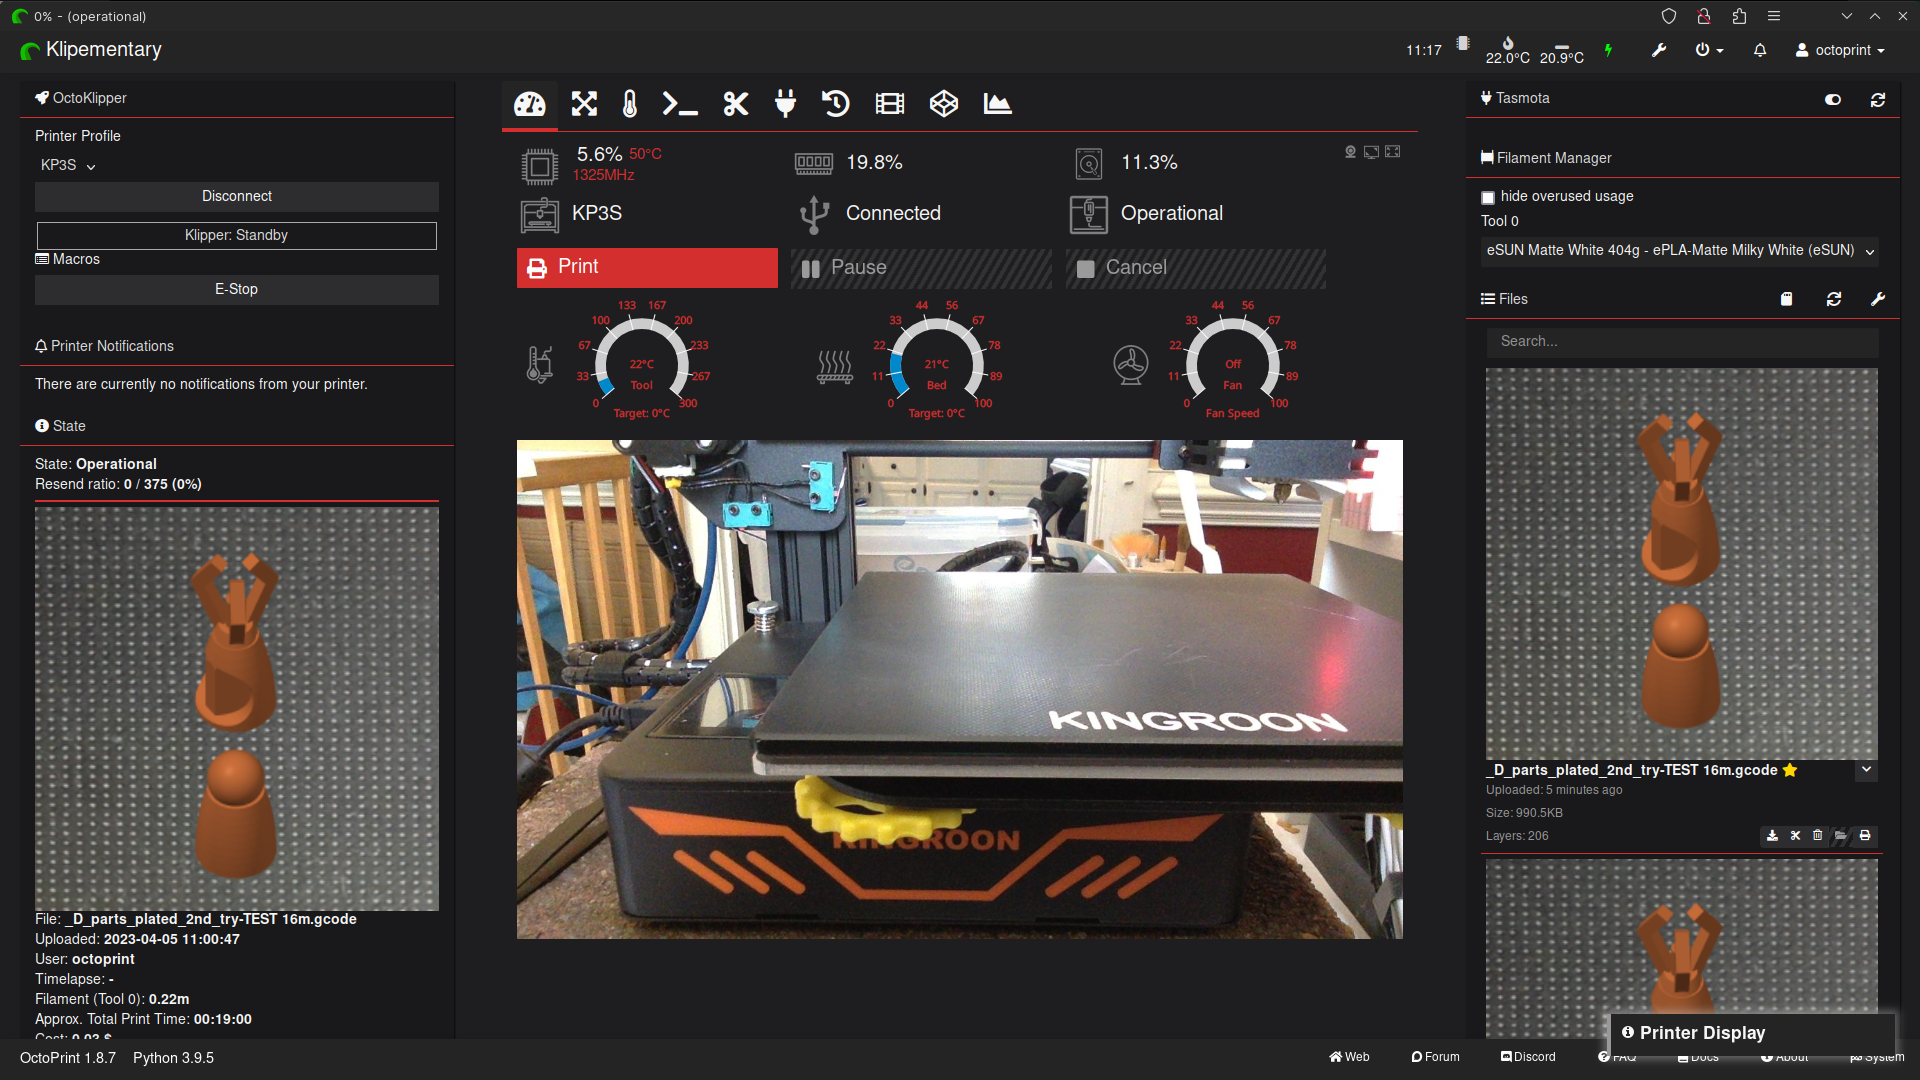 0% - (operational)
Klipementary
11:17
22.0°C
20.9°C
octoprint
OctoKlipper
Printer Profile
KP3S
Disconnect
Klipper: Standby
Macros
E-Stop
Printer Notifications
There are currently no notifications from your printer.
State
State: Operational
Resend ratio: 0 / 375 (0%)
File: _D_parts_plated_2nd_try-TEST 16m.gcode
Uploaded: 2023-04-05 11:00:47
User: octoprint
Timelapse: -
Filament (Tool 0): 0.22m
Approx. Total Print Time: 00:19:00
Cost: 0.03 $
5.6% 50°C
1325MHz
19.8%
11.3%
KP3S
Connected
Operational
Print
Pause
Cancel
0 33 67 100 133 167 200 233 267 300
22°C
Tool
Target: 0°C
0 11 22 33 44 56 67 78 89 100
21°C
Bed
Target: 0°C
0 11 22 33 44 56 67 78 89 100
Off
Fan
Fan Speed
KINGROON
KINGROON
Tasmota
Filament Manager
hide overused usage
Tool 0
eSUN Matte White 404g - ePLA-Matte Milky White (eSUN)
Files
Search...
_D_parts_plated_2nd_try-TEST 16m.gcode
Uploaded: 5 minutes ago
Size: 990.5KB
Layers: 206
Printer Display
OctoPrint 1.8.7 Python 3.9.5
Web
Forum
Discord
FAQ
Docs
About
System